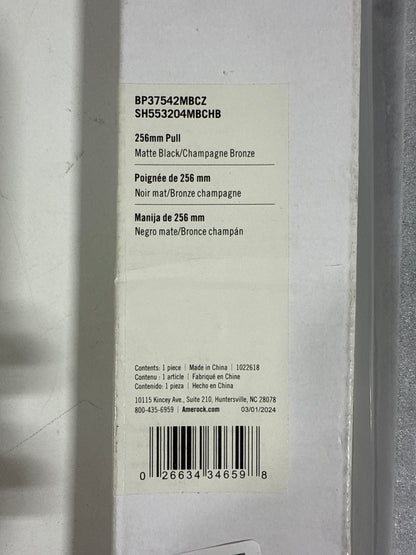 BP37542MBCZ
SH553204MBCHB
256mm Pull
Matte Black/Champagne Bronze
Poignée de 256 mm
Noir mat/Bronze champagne
Manija de 256 mm
Negro mate/Bronce champán
Contents: 1 piece | Made in China | 1022618
Contenu : 1 article | Fabriqué en Chine
Contenido: 1 pieza | Hecho en China
10115 Kincey Ave., Suite 210, Huntersville, NC 28078
800-435-6959 | Amerock.com 03/01/2024
0 26634 34659 8